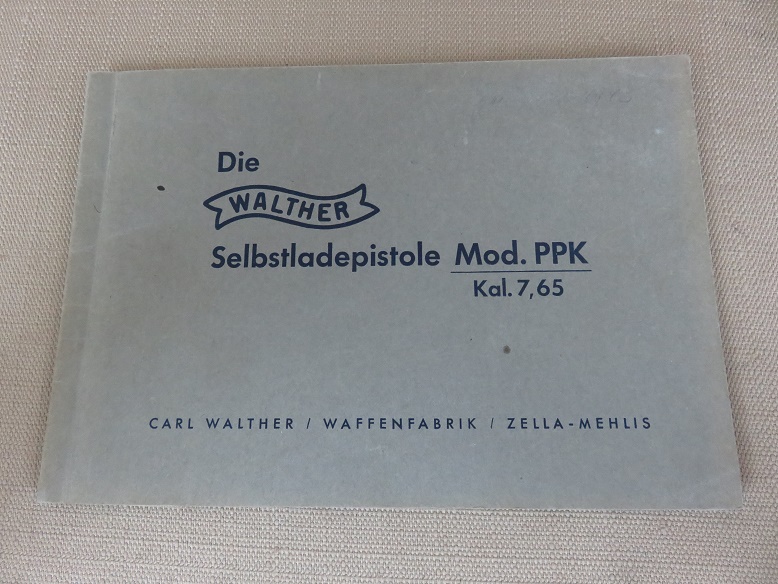 Die
WALTHER
Selbstladepistole Mod. PPK
Kal. 7,65
CARL WALTHER / WAFFENFABRIK / ZELLA-MEHLIS